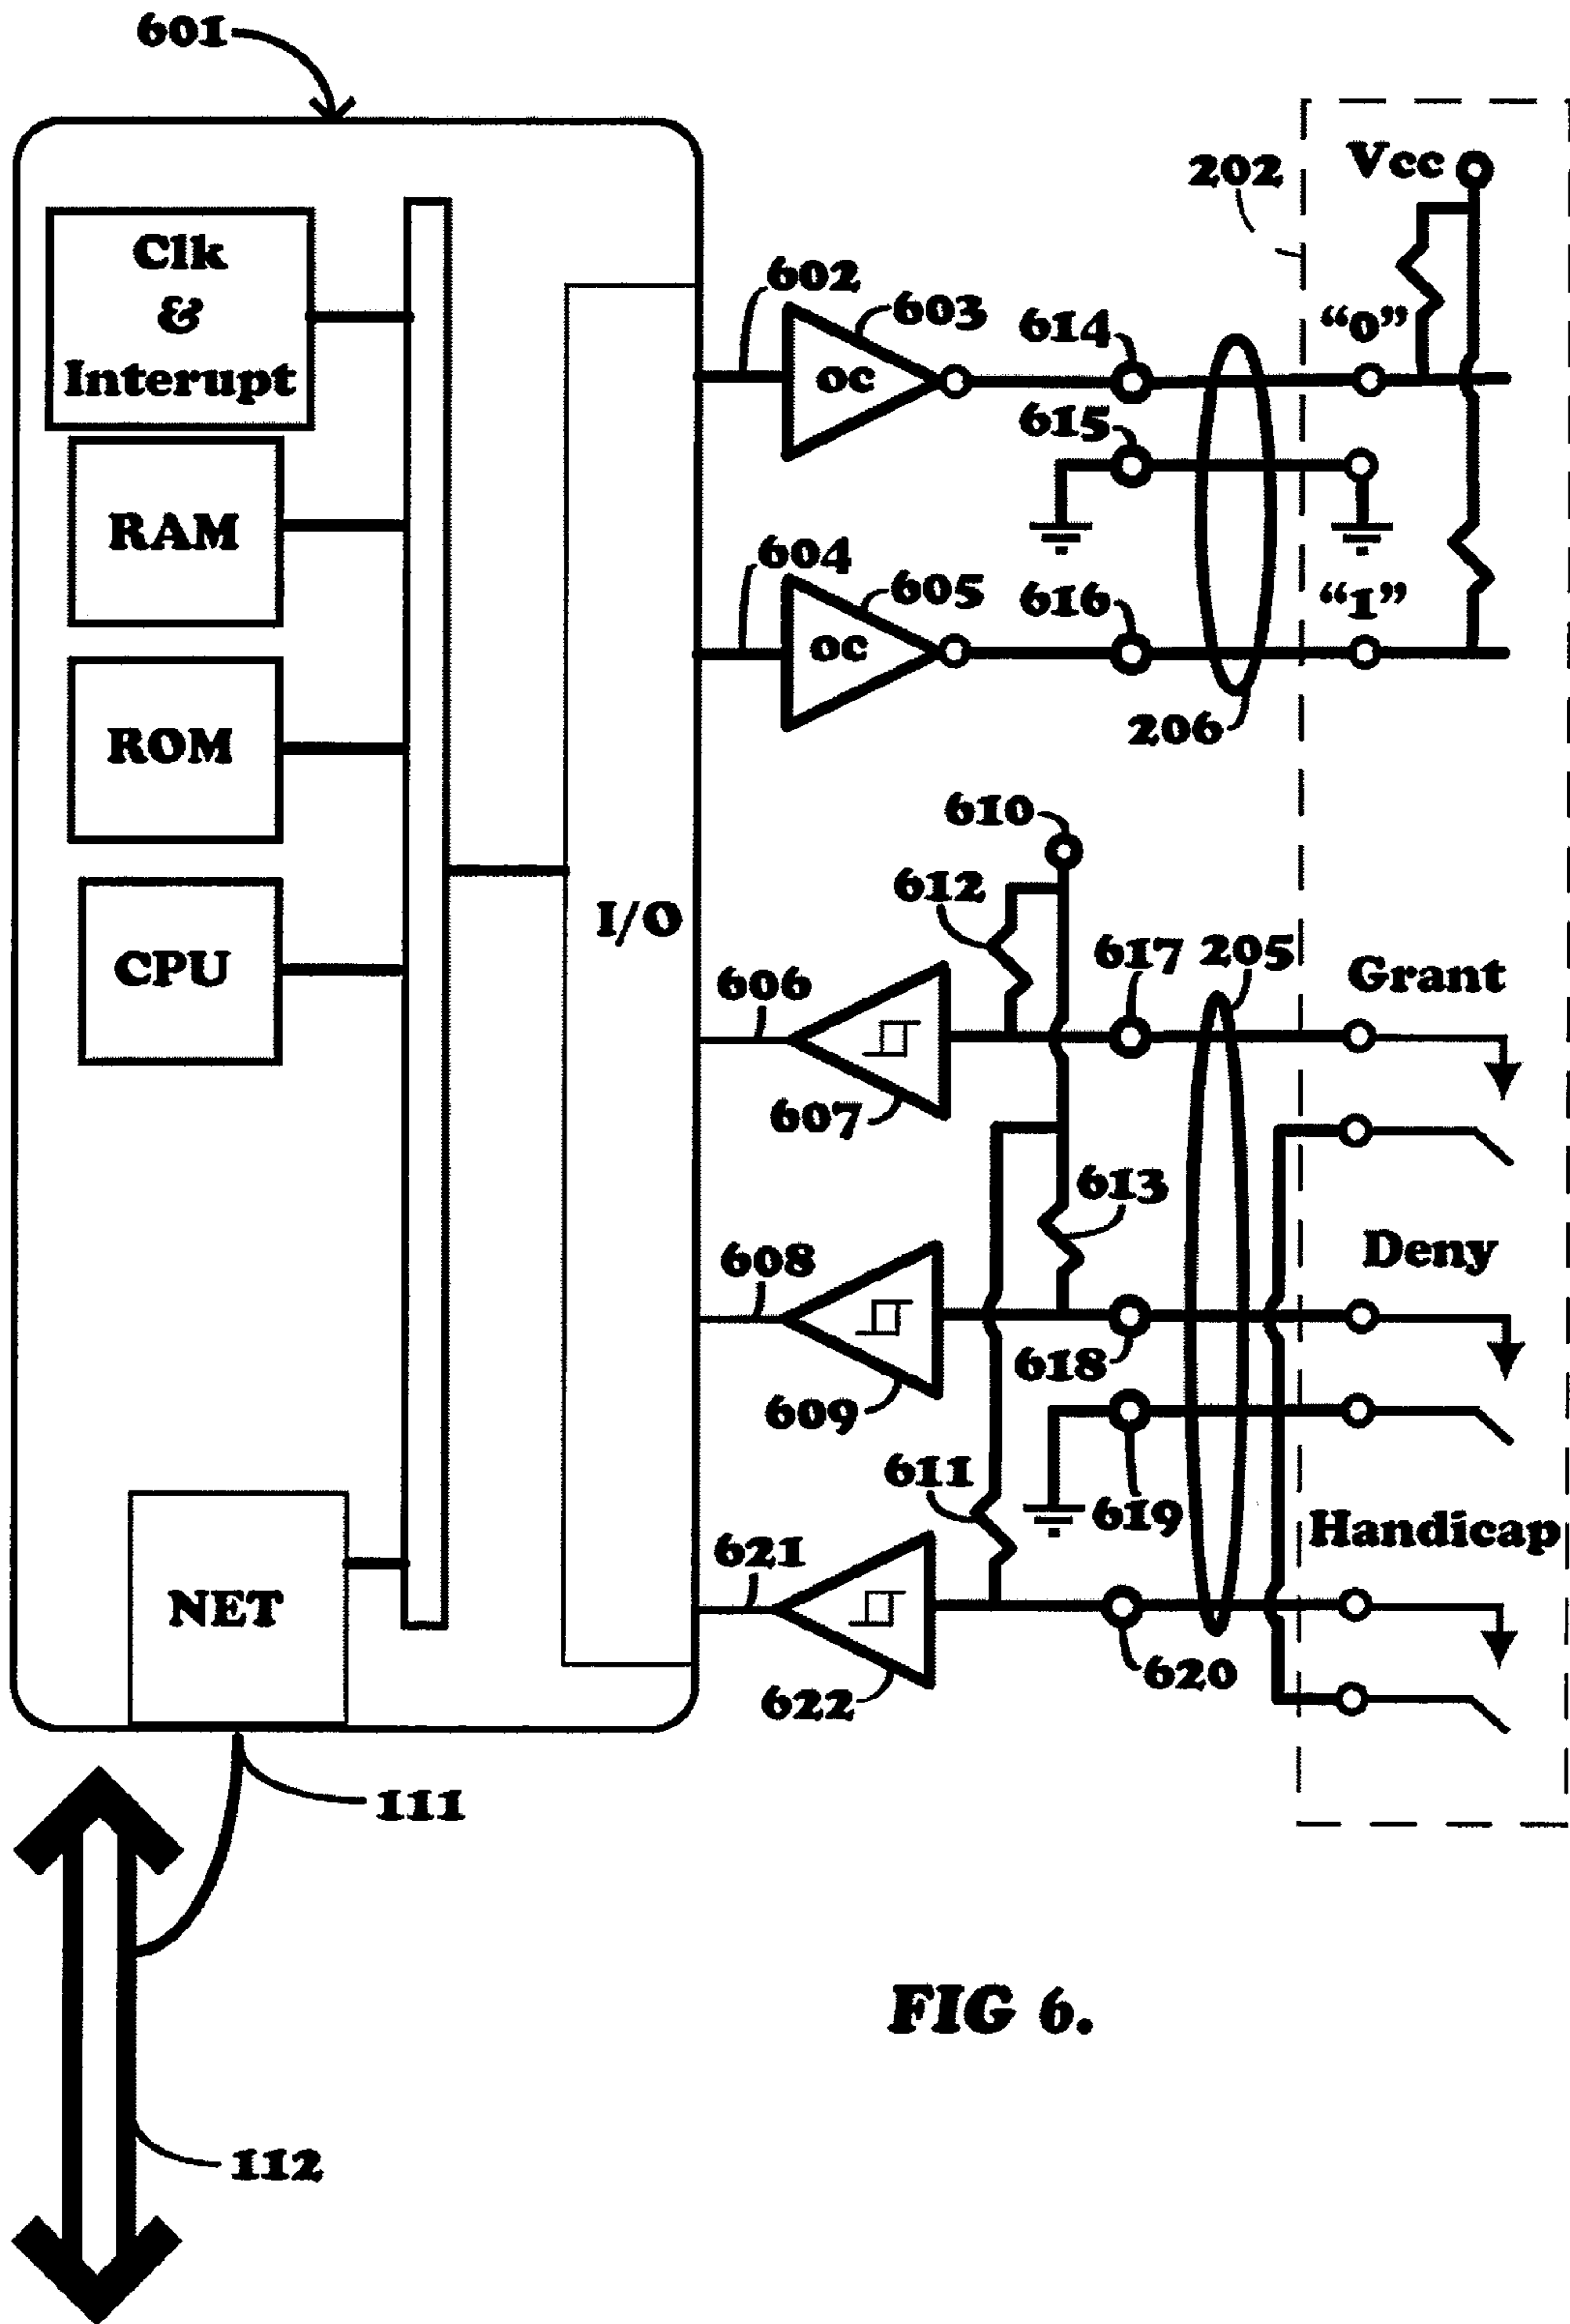 601
202
Vcc
Clk
&
Interupt
602
603
614
"0"
oc
615
RAM
604
605
616
"1"
oc
ROM
206
610
612
CPU
I/O
617
205
Grant
606
607
613
608
Deny
618
609
611
619
Handicap
621
NET
620
622
111
FIG 6.
112